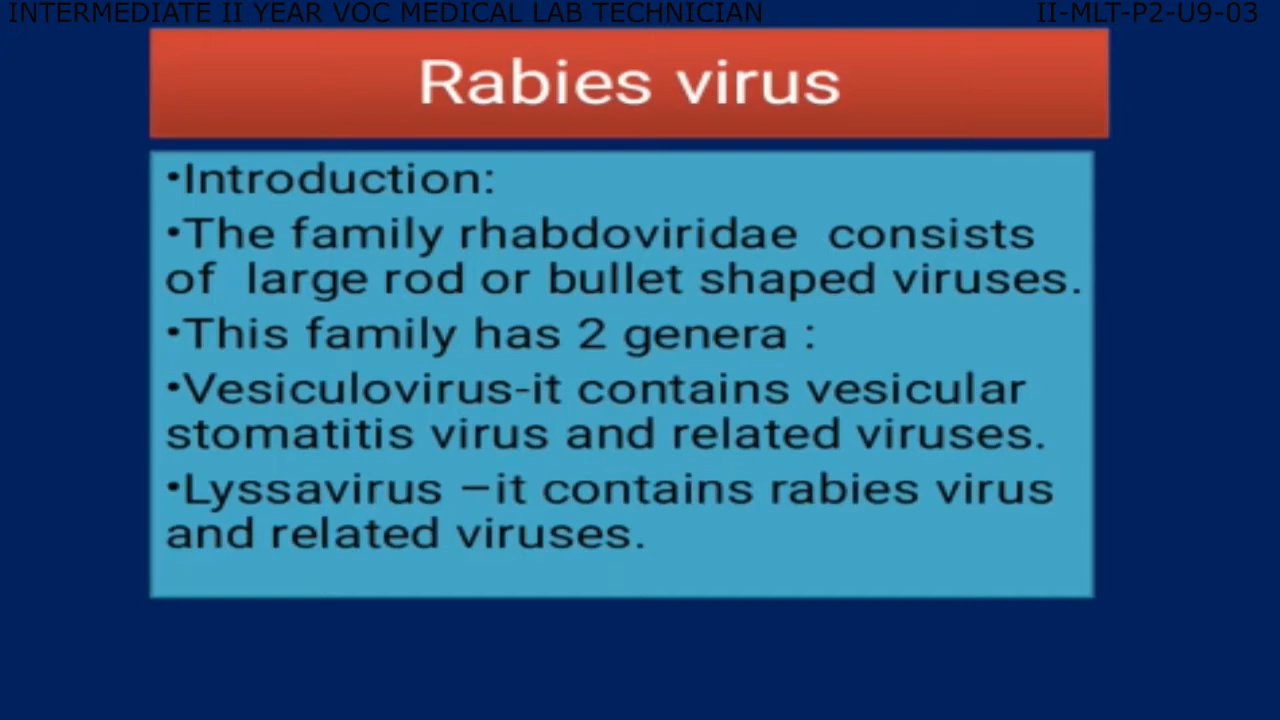 INTERMEDIATE II YEAR VOC MEDICAL LAB TECHNICIAN II-MLT-P2-U9-03
Rabies virus
•Introduction:
•The family rhabdoviridae consists
of large rod or bullet shaped viruses.
•This family has 2 genera :
•Vesiculovirus-it contains vesicular
stomatitis virus and related viruses.
•Lyssavirus –it contains rabies virus
and related viruses.